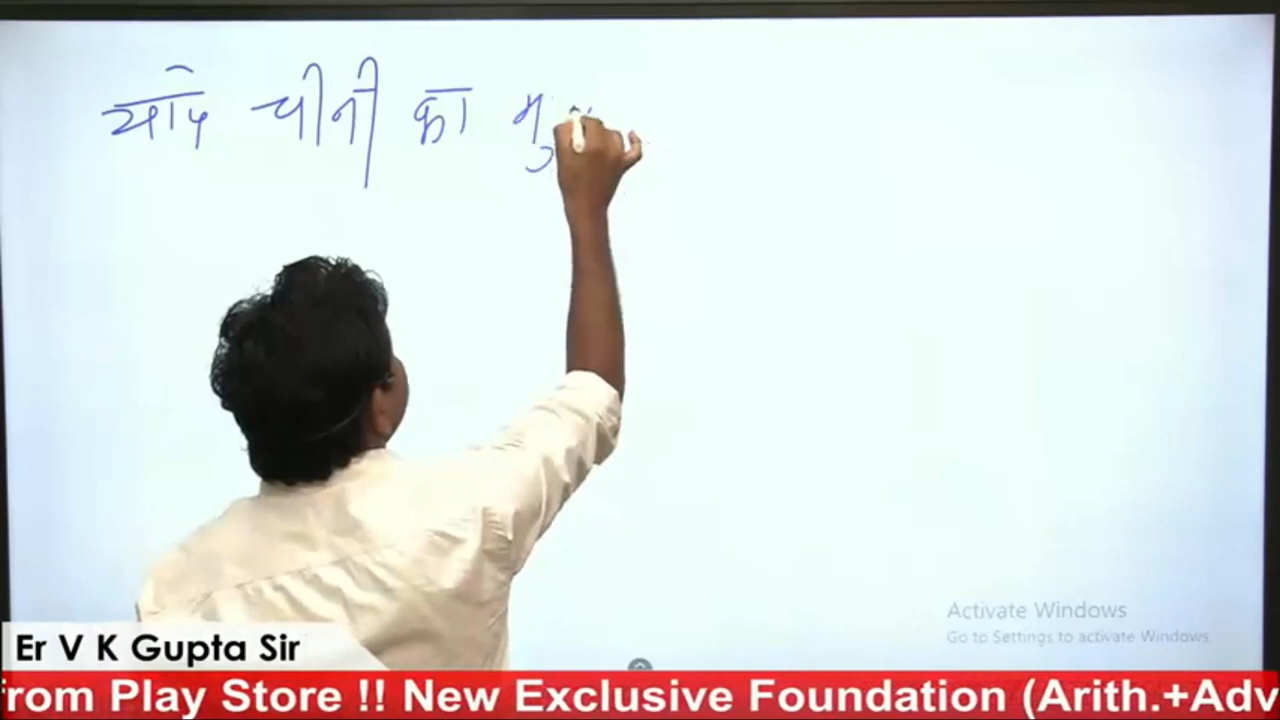 यदि चीनी का
Activate Windows
Go to Settings to activate Windows.
Er V K Gupta Sir
from Play Store !! New Exclusive Foundation (Arith.+Adv